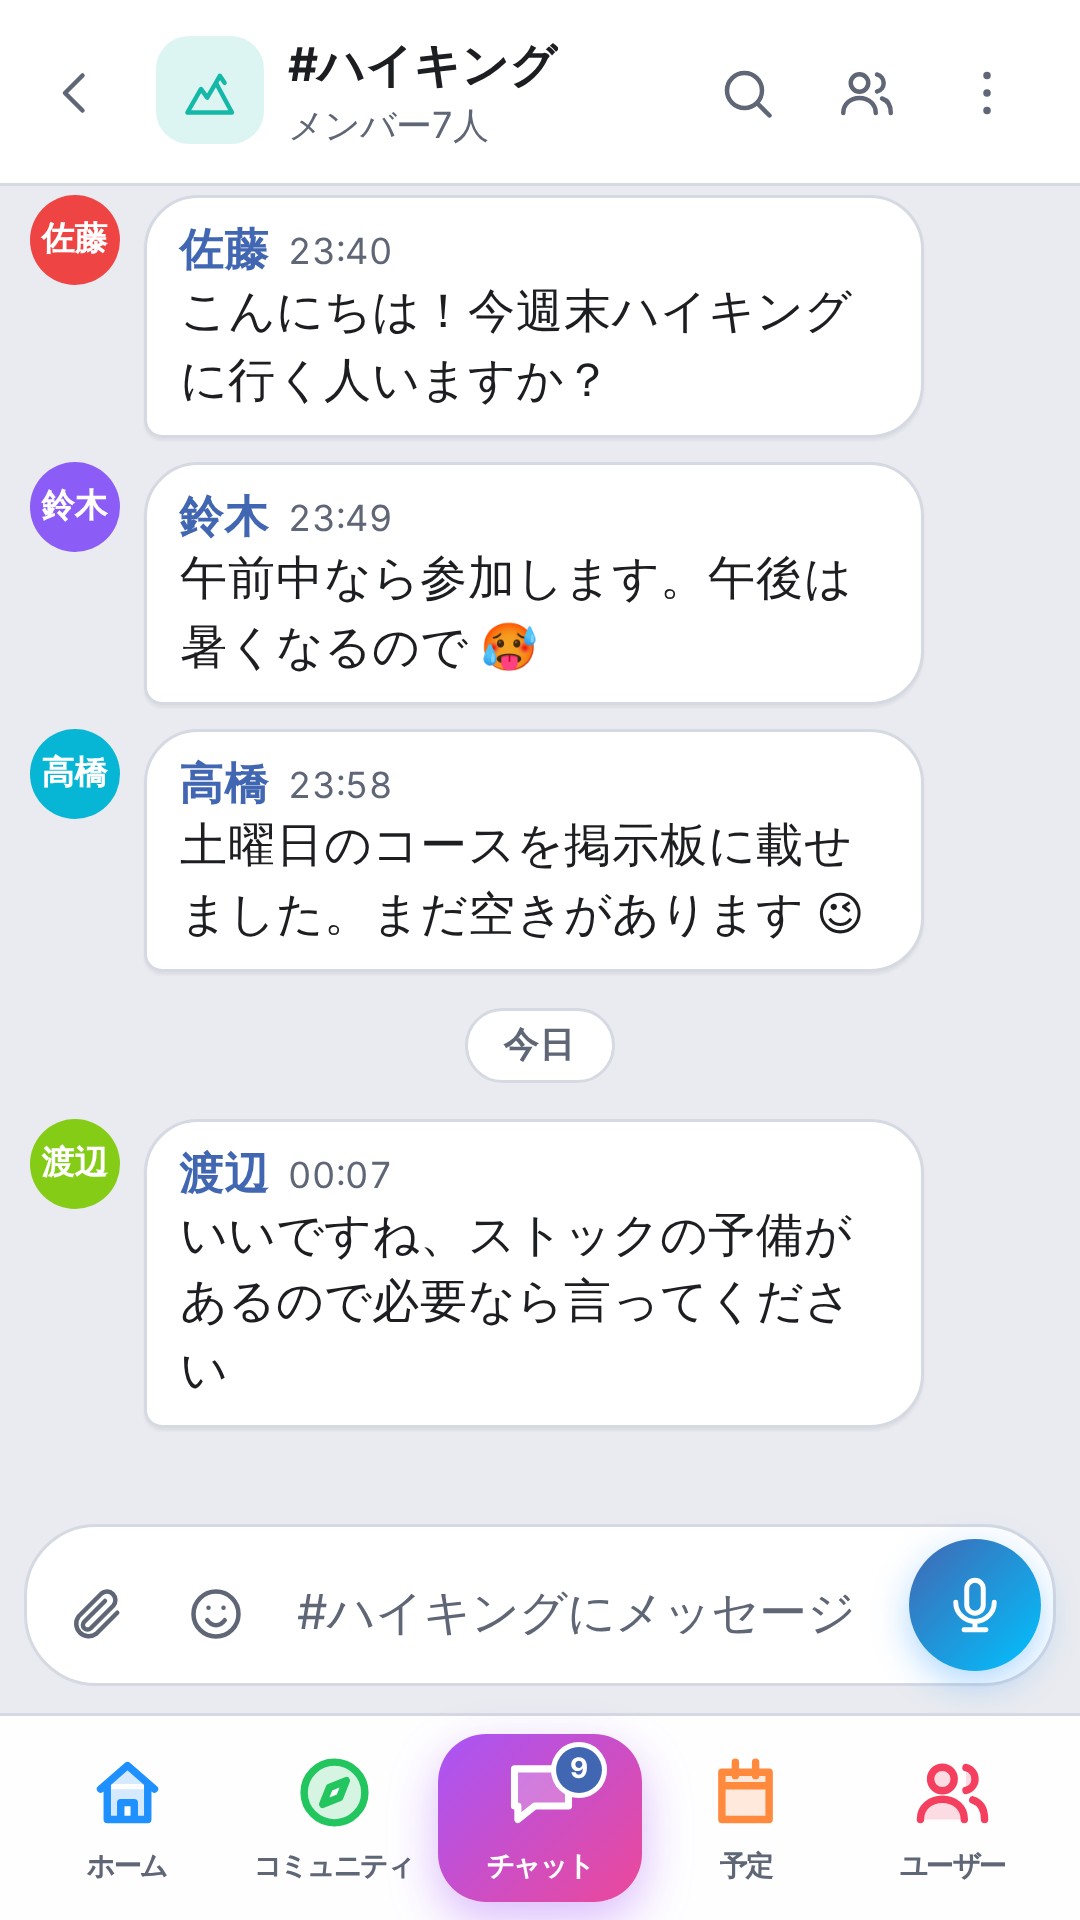 #ハイキング
メンバー7人
佐藤
佐藤 23:40
こんにちは！今週末ハイキング
に行く人いますか？
鈴木
鈴木 23:49
午前中なら参加します。午後は
暑くなるので 🥵
高橋
高橋 23:58
土曜日のコースを掲示板に載せ
ました。まだ空きがあります 😉
今日
渡辺
渡辺 00:07
いいですね、ストックの予備が
あるので必要なら言ってくださ
い
#ハイキングにメッセージ
9
ホーム
コミュニティ
チャット
予定
ユーザー